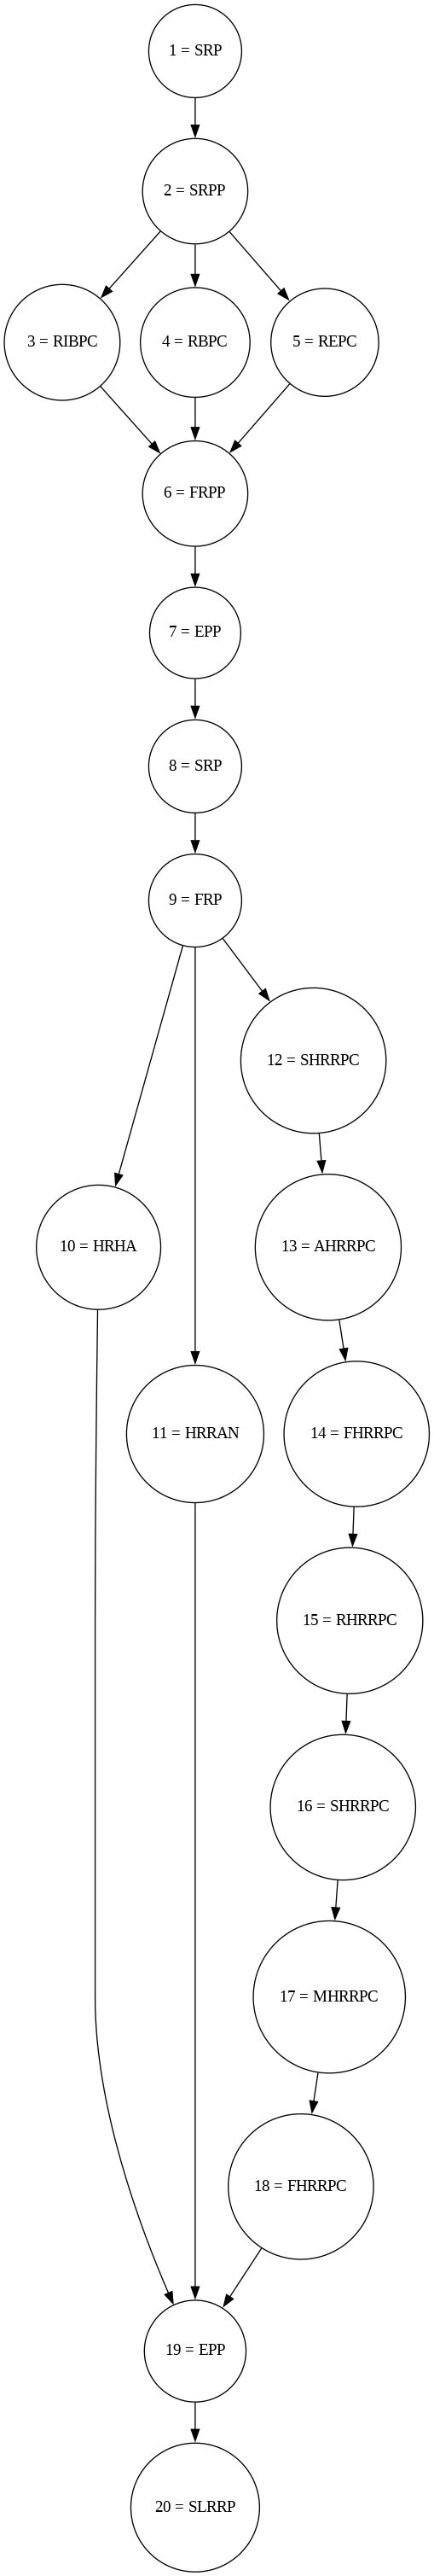 1 = SRP
2 = SRPP
3 = RIBPC
4 = RBPC
5 = REPC
6 = FRPP
7 = EPP
8 = SRP
9 = FRP
12 = SHRRPC
10 = HRHA
13 = AHRRPC
11 = HRRAN
14 = FHRRPC
15 = RHRRPC
16 = SHRRPC
17 = MHRRPC
18 = FHRRPC
19 = EPP
20 = SLRRP